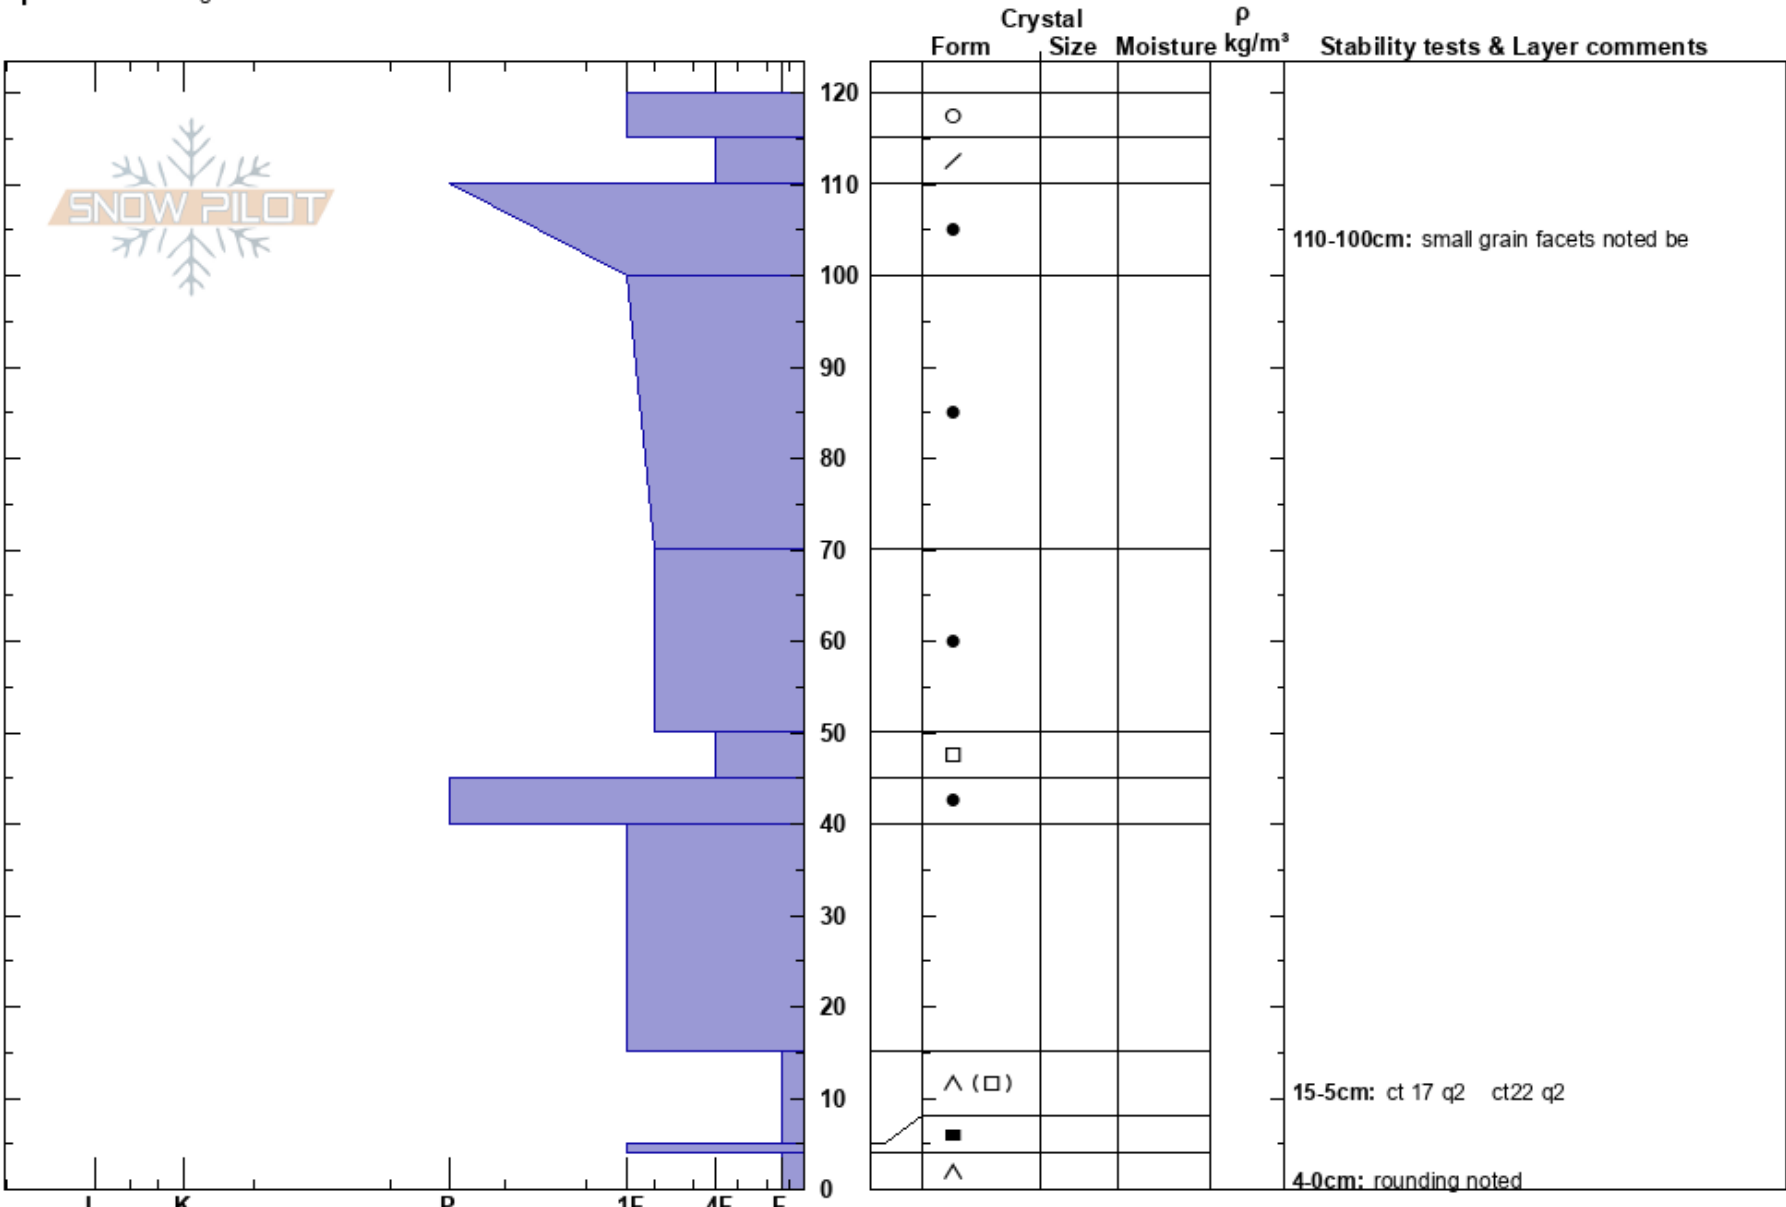 Crystal
ρ
Form Size Moisture kg/m³ Stability tests & Layer comments
120
110
SNOW PILOT
110-100cm: small grain facets noted be
100
90
80
70
60
50
40
30
20
10
15-5cm: ct 17 q2 ct22 q2
0
4-0cm: rounding noted
I K P 1F 4F F